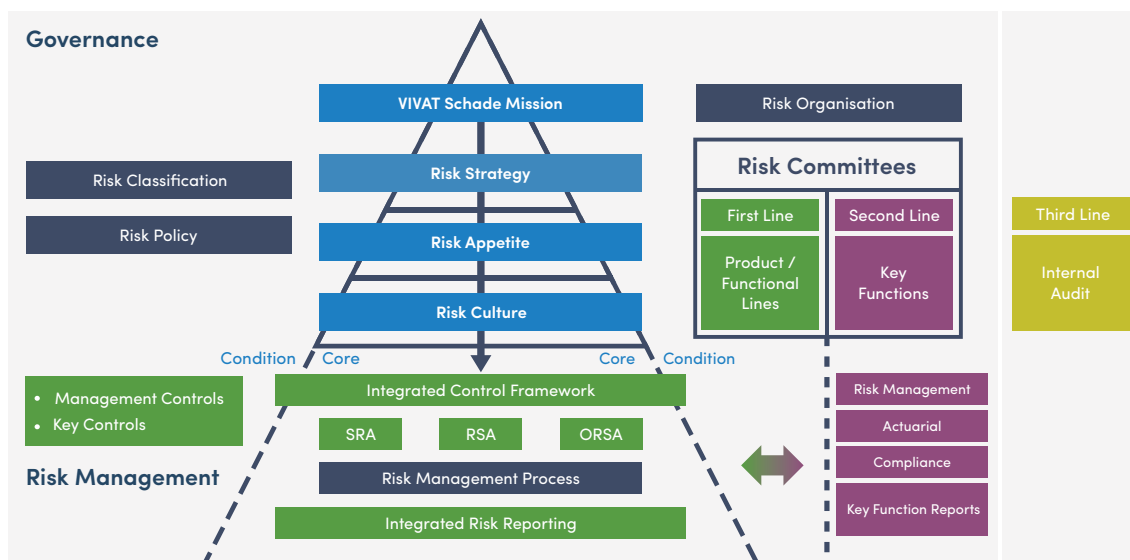 Governance
VIVAT Schade Mission
Risk Strategy
Risk Appetite
Risk Culture
Risk Classification
Risk Policy
Risk Organisation
Risk Committees
First Line
Second Line
Product /
Functional
Lines
Key
Functions
Third Line
Internal
Audit
Condition
Core
Core
Condition
• Management Controls
• Key Controls
Integrated Control Framework
SRA
RSA
ORSA
Risk Management
Risk Management Process
Integrated Risk Reporting
Risk Management
Actuarial
Compliance
Key Function Reports